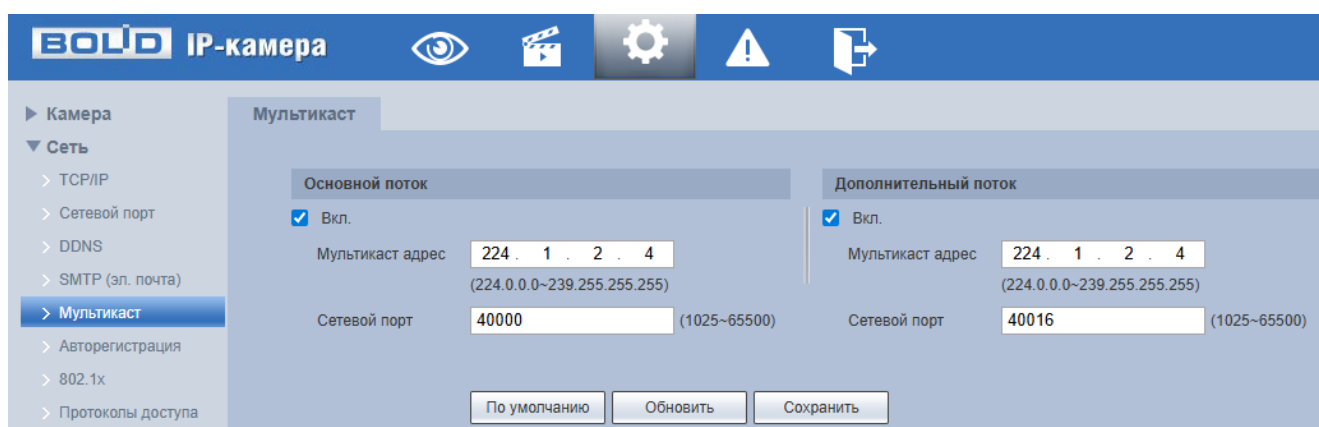 BOLID IP-камера
Камера
Сеть
TCP/IP
Сетевой порт
DDNS
SMTP (эл. почта)
Мультикаст
Авторегистрация
802.1x
Протоколы доступа
Мультикаст
Основной поток
Вкл.
Мультикаст адрес 224 . 1 . 2 . 4
(224.0.0.0~239.255.255.255)
Сетевой порт 40000 (1025~65500)
Дополнительный поток
Вкл.
Мультикаст адрес 224 . 1 . 2 . 4
(224.0.0.0~239.255.255.255)
Сетевой порт 40016 (1025~65500)
По умолчанию Обновить Сохранить